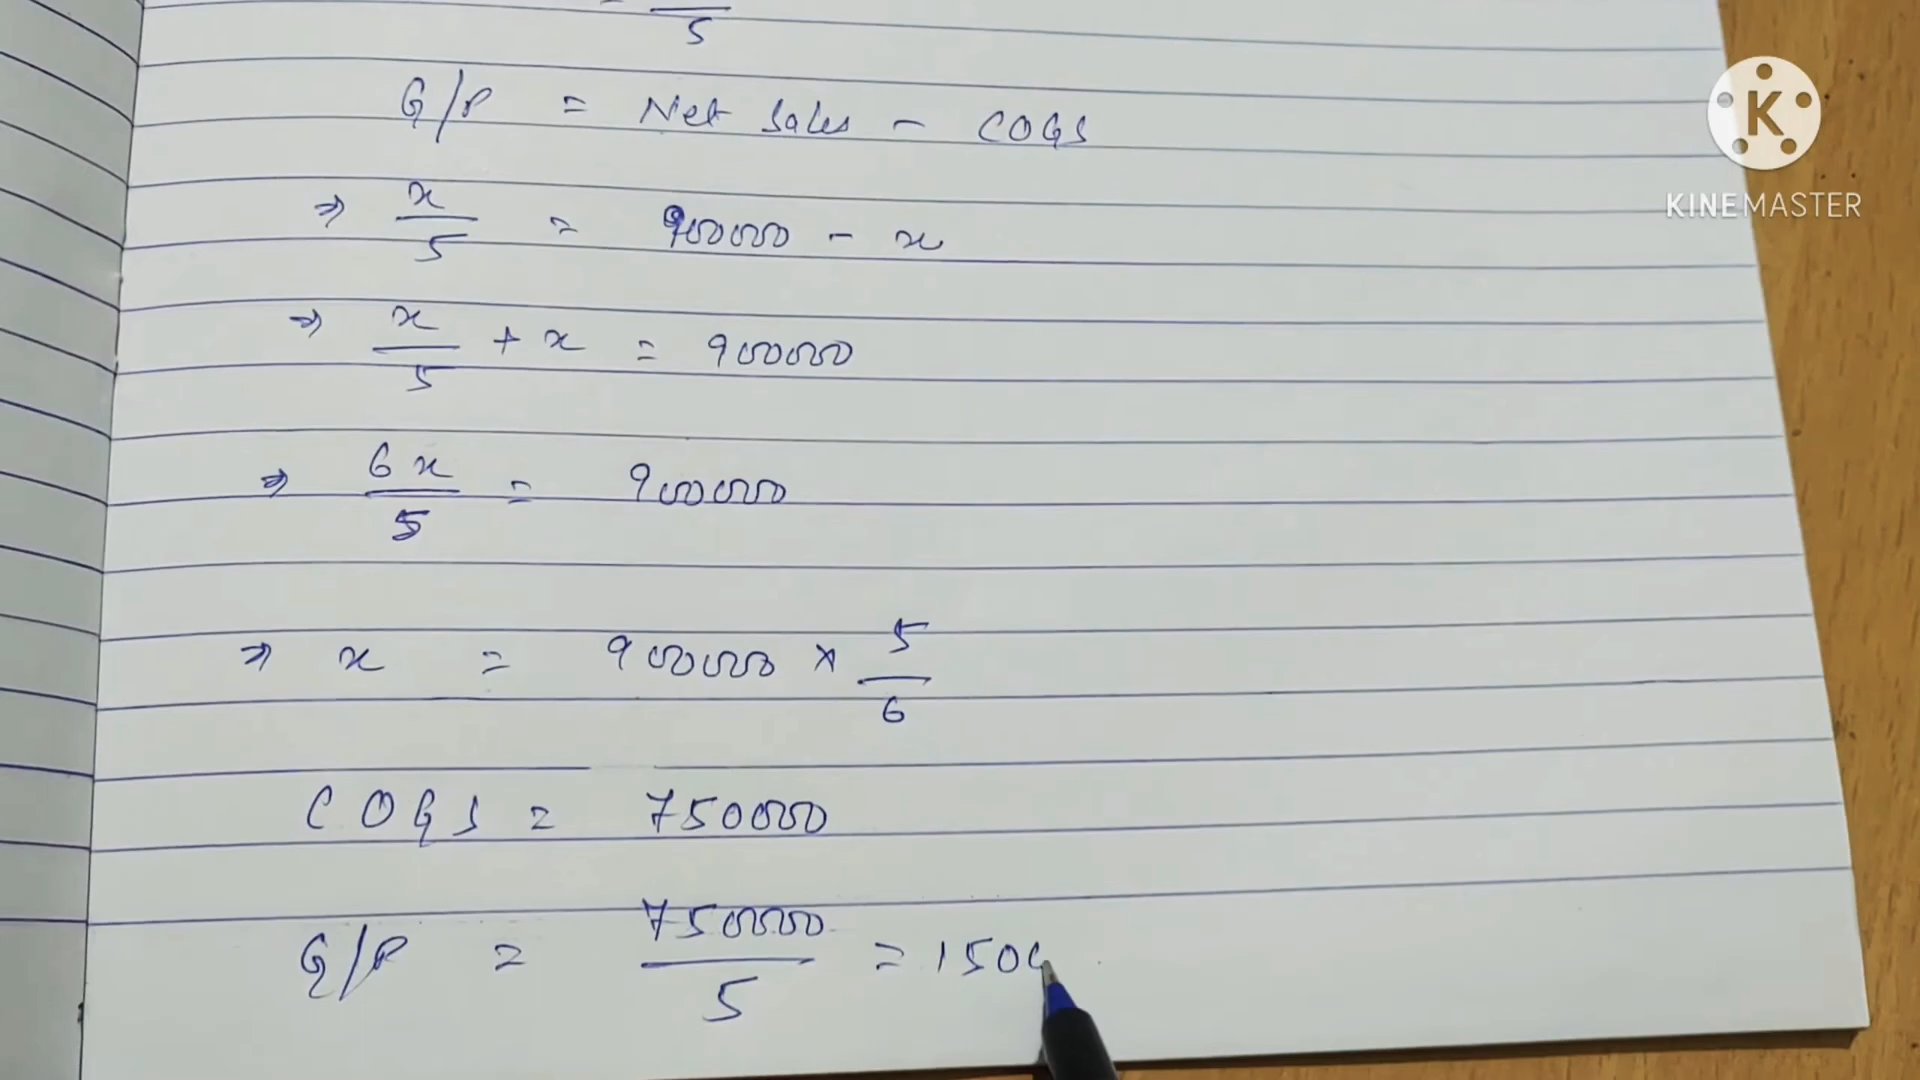 5
G/P = Net Sales - COGS
K
⇒ x/5 = 900000 - x
KINEMASTER
⇒ x/5 + x = 900000
⇒ 6x/5 = 900000
⇒ x = 900000 × 5/6
COGS = 750000
G/P = 750000/5 = 1500